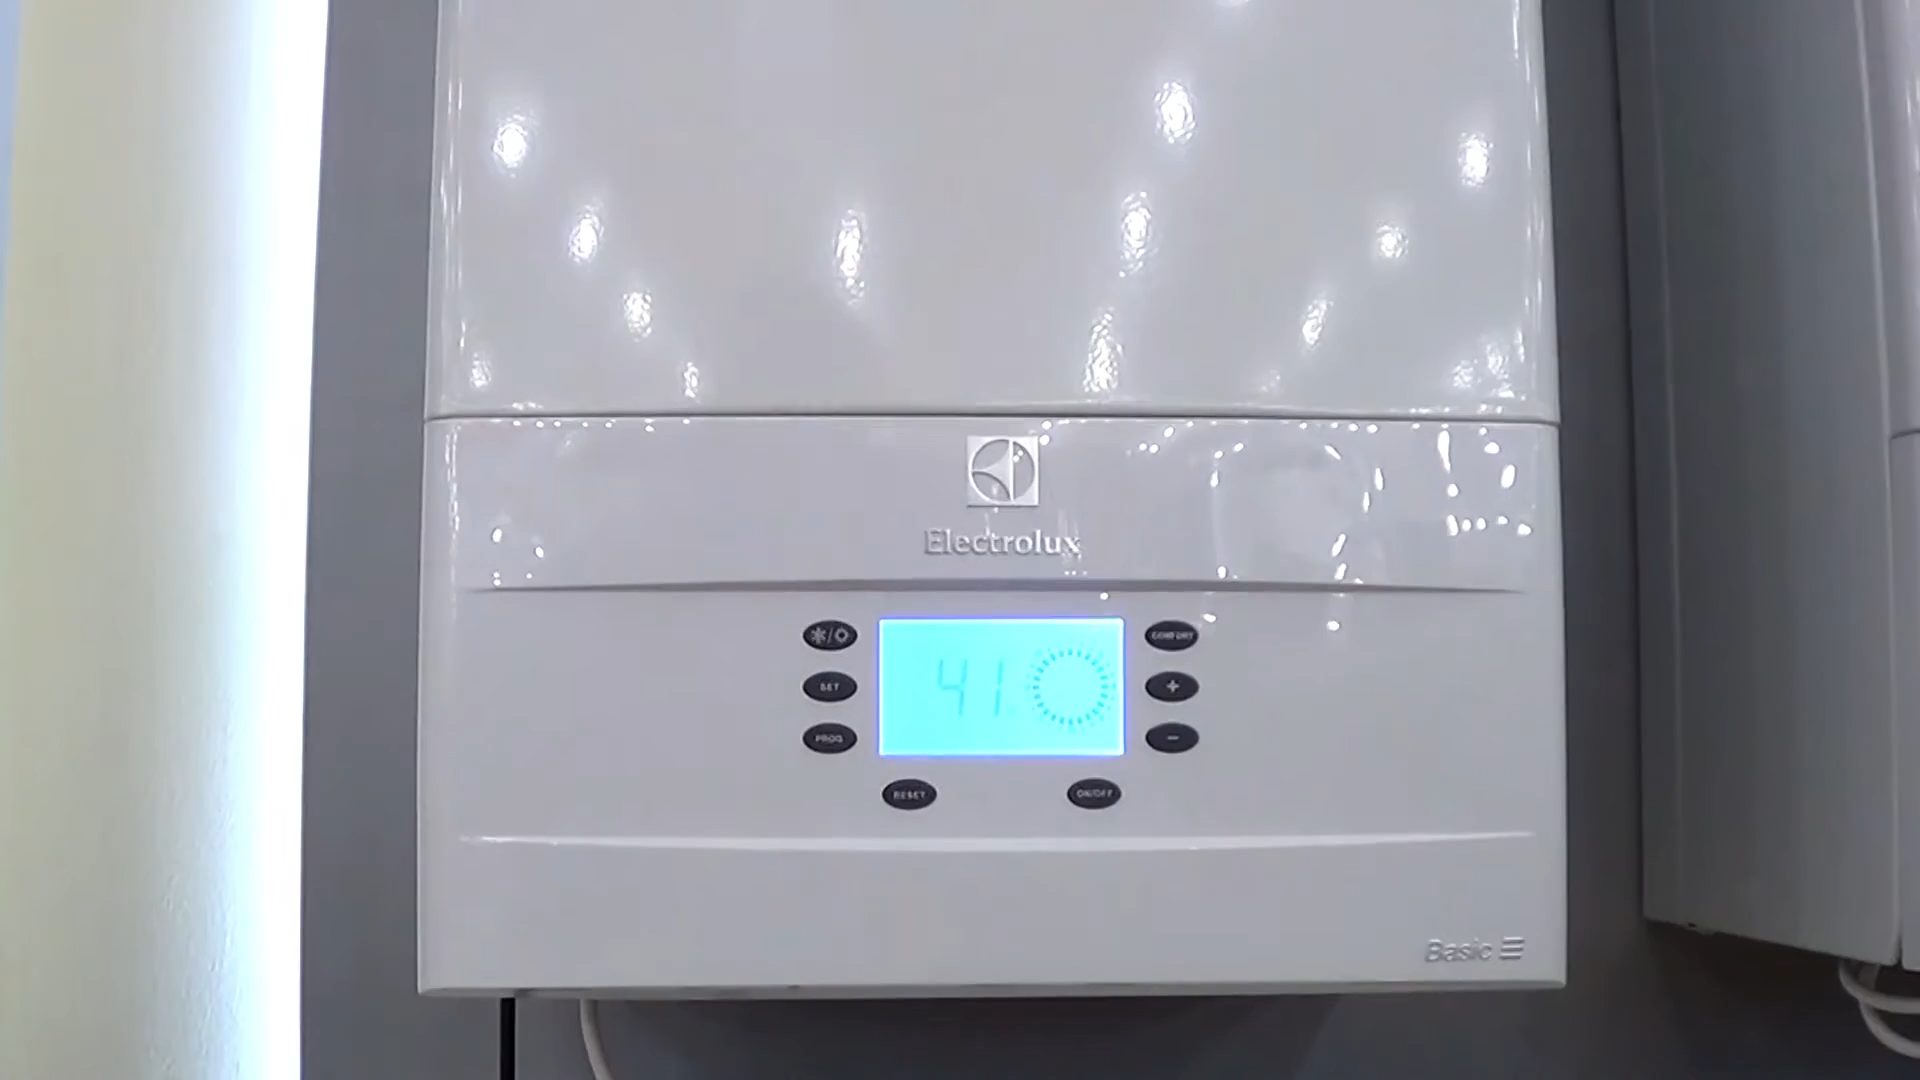 Electrolux
COMFORT
SET
41
+
PROG
-
RESET
ON/OFF
Basic